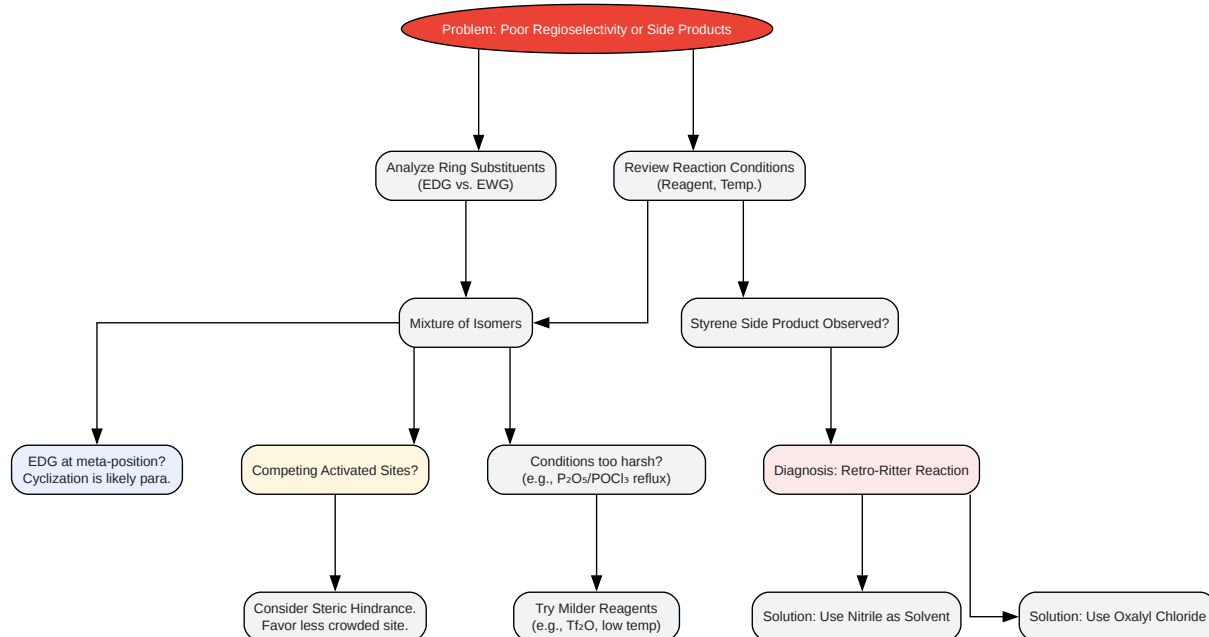 Problem: Poor Regioselectivity or Side Products
Analyze Ring Substituents
(EDG vs. EWG)
Review Reaction Conditions
(Reagent, Temp.)
Mixture of Isomers
Styrene Side Product Observed?
EDG at meta-position?
Cyclization is likely para.
Competing Activated Sites?
Conditions too harsh?
(e.g., P₂O₅/POCl₃ reflux)
Diagnosis: Retro-Ritter Reaction
Consider Steric Hindrance.
Favor less crowded site.
Try Milder Reagents
(e.g., Tf₂O, low temp)
Solution: Use Nitrile as Solvent
Solution: Use Oxalyl Chloride